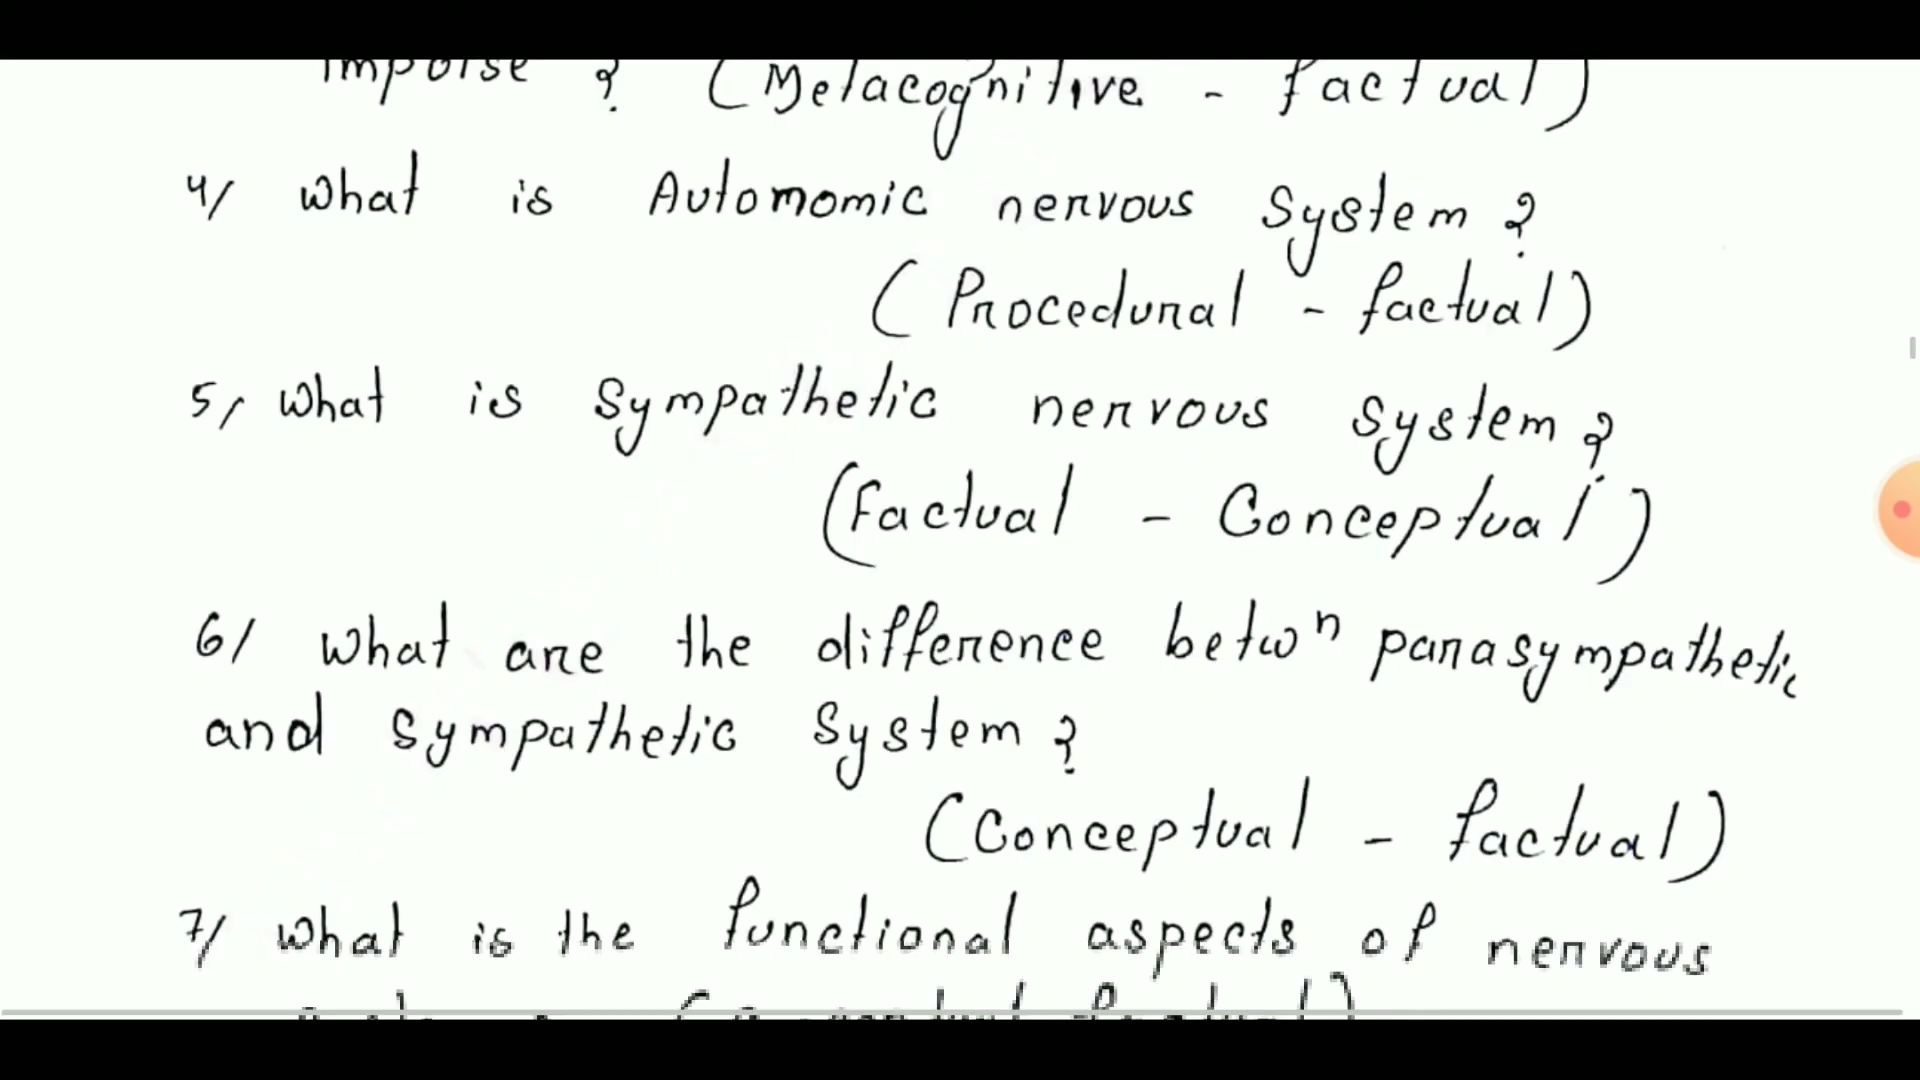 impulse ? (Metacognitive - factual)
4/ What is Automomic nervous system ?
(Procedural - factual)
5, What is sympathetic nervous system ?
(Factual - Conceptual)
6/ What are the difference betwⁿ parasympathetic
and sympathetic system ?
(Conceptual - factual)
7/ What is the functional aspects of nervous